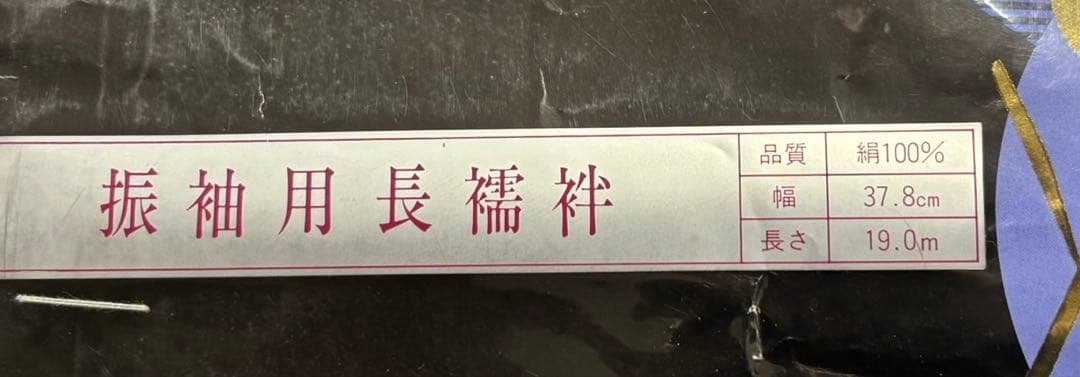 振袖用長襦袢
品質 絹100%
幅 37.8cm
長さ 19.0m